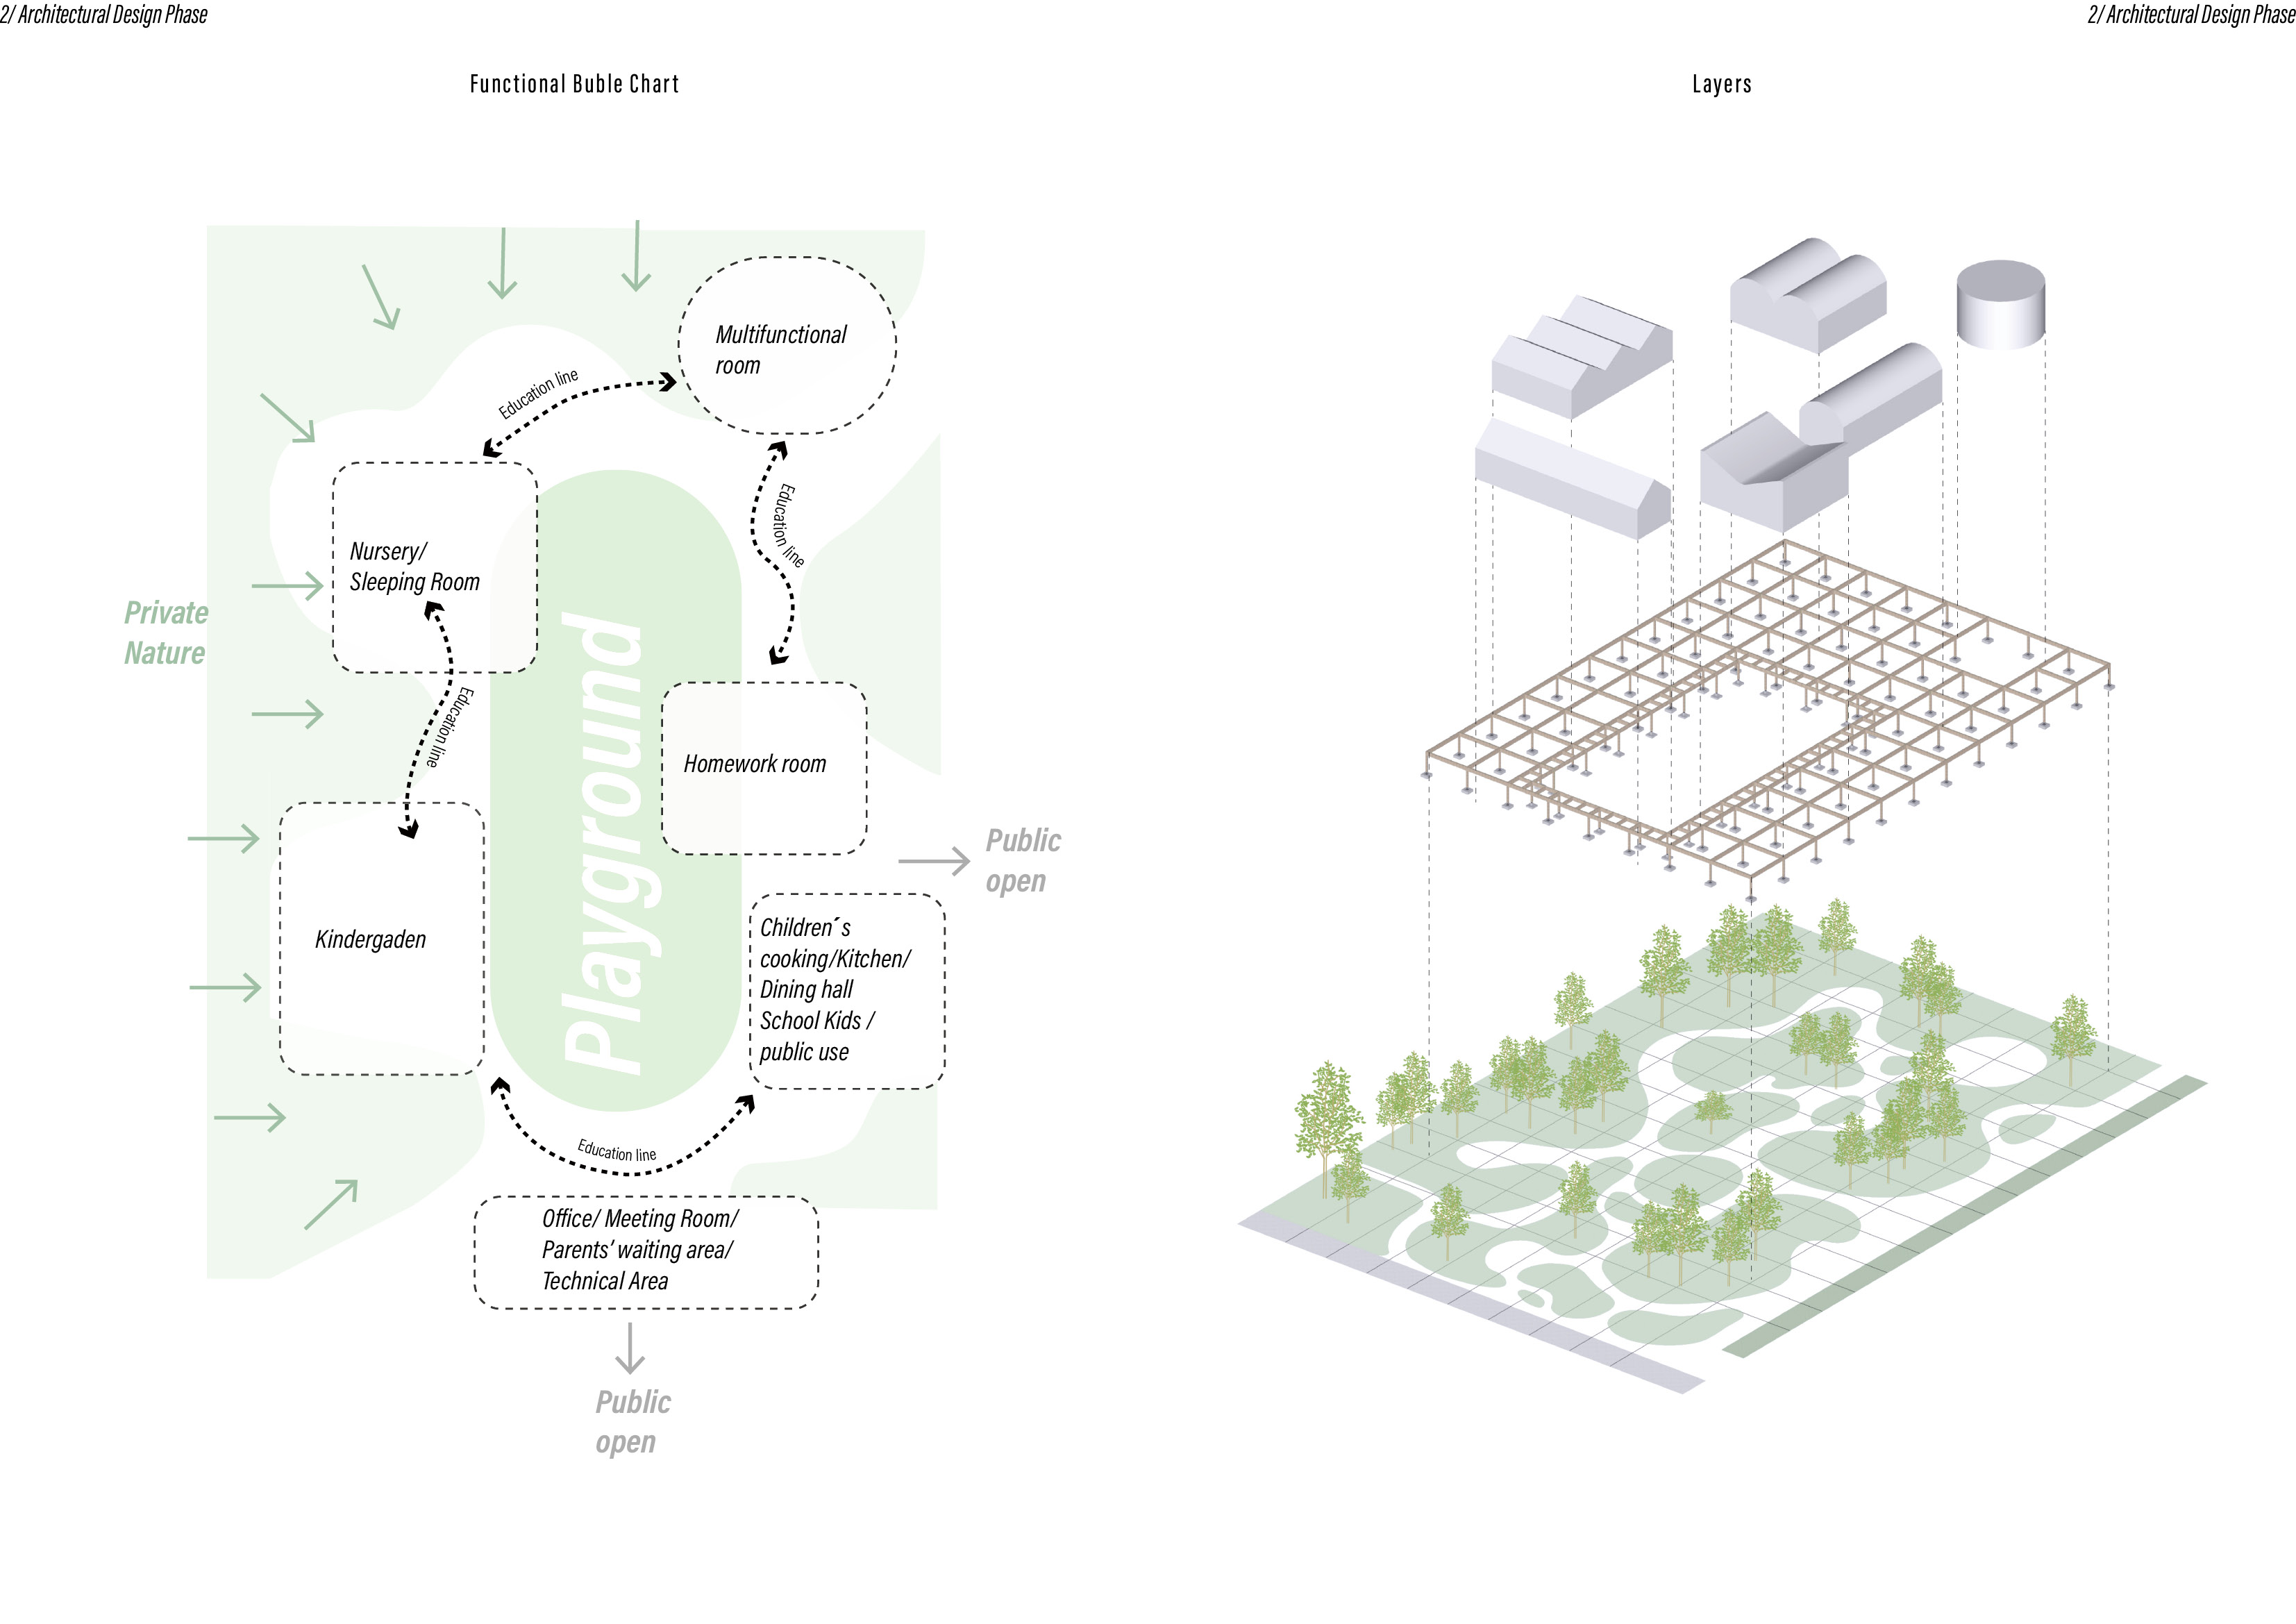 2/ Architectural Design Phase
2/ Architectural Design Phase
Functional Buble Chart
Layers
Multifunctional
room
Education line
Education line
Nursery/
Sleeping Room
Private
Nature
Education line
Playground
Homework room
Public
open
Kindergaden
Children´s
cooking/Kitchen/
Dining hall
School Kids /
public use
Education line
Office/ Meeting Room/
Parents’ waiting area/
Technical Area
Public
open